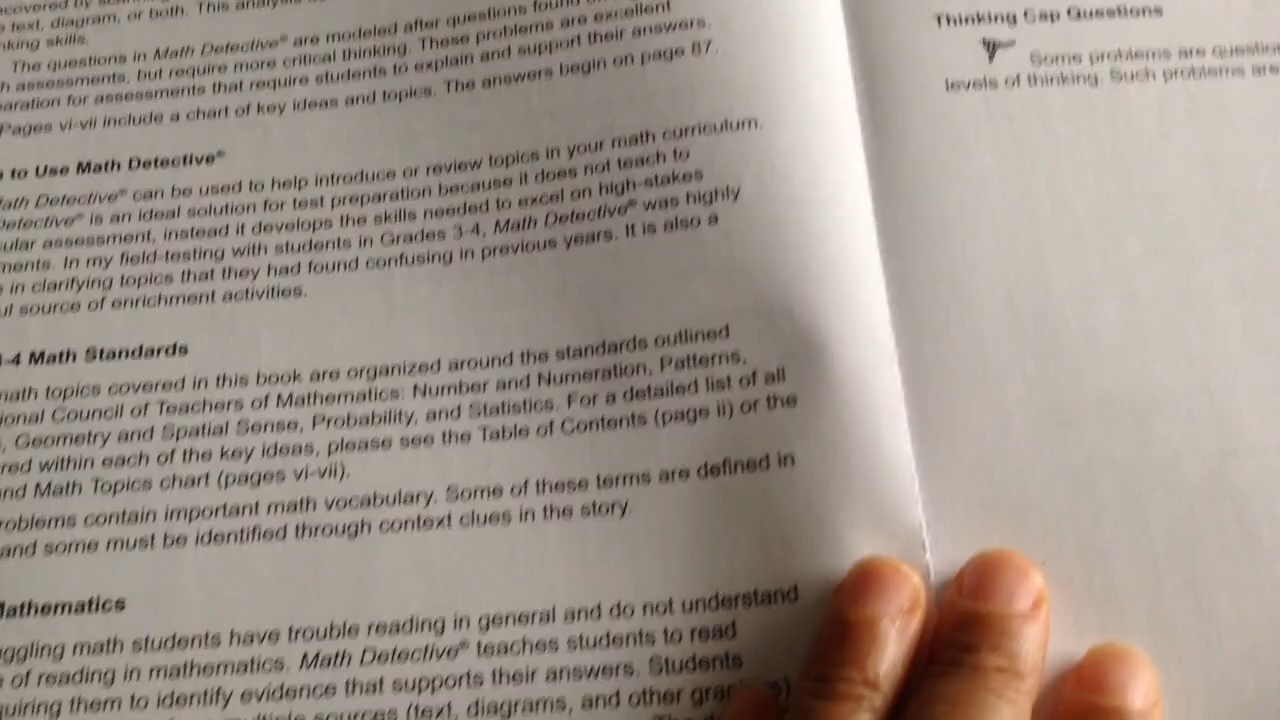 text, diagram, or both. This
skills.
The questions in Math Detective® are modeled after questions found
assessments, but require more critical thinking. These problems are excellent
for assessments that require students to explain and support their answers.
Pages vi-vii include a chart of key ideas and topics. The answers begin on page 87.
to Use Math Detective®
Math Detective® can be used to help introduce or review topics in your math curriculum.
Detective® is an ideal solution for test preparation because it does not teach to
assessment, instead it develops the skills needed to excel on high-stakes
In my field-testing with students in Grades 3-4, Math Detective® was highly
in clarifying topics that they had found confusing in previous years. It is also a
source of enrichment activities.
-4 Math Standards
math topics covered in this book are organized around the standards outlined
Council of Teachers of Mathematics: Number and Numeration, Patterns,
, Geometry and Spatial Sense, Probability, and Statistics. For a detailed list of all
within each of the key ideas, please see the Table of Contents (page ii) or the
and Math Topics chart (pages vi-vii).
problems contain important math vocabulary. Some of these terms are defined in
and some must be identified through context clues in the story.
Mathematics
math students have trouble reading in general and do not understand
of reading in mathematics. Math Detective® teaches students to read
them to identify evidence that supports their answers. Students
sources (text, diagrams, and other
Thinking Cap Questions
Some problems are
levels of thinking. Such problems are